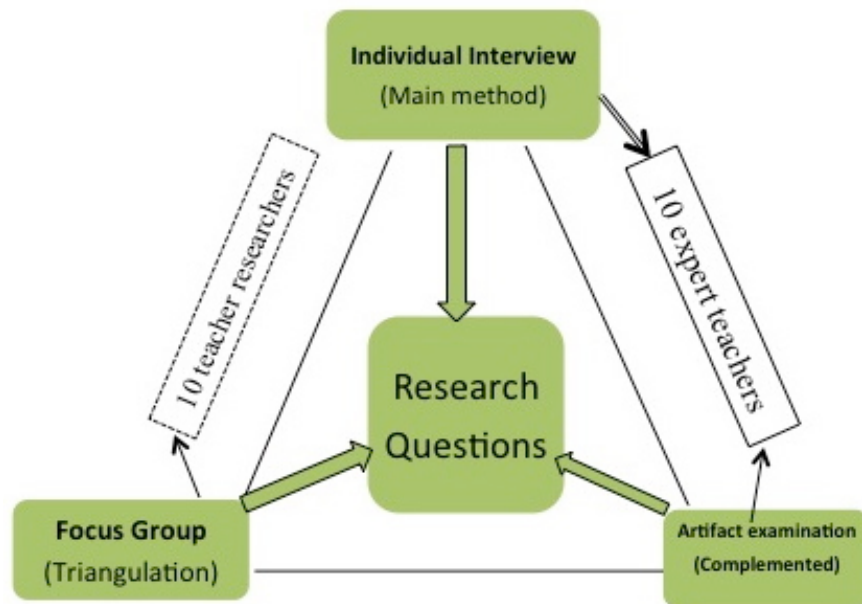 Individual Interview
(Main method)
10 teacher researchers
10 expert teachers
Research
Questions
Focus Group
(Triangulation)
Artifact examination
(Complemented)